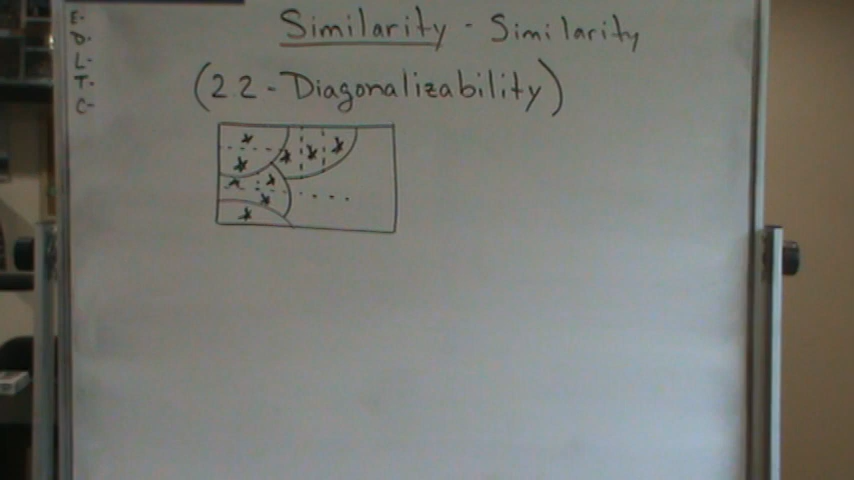 E-
D-
L-
T-
C-
Similarity - Similarity
(2.2 - Diagonalizability)